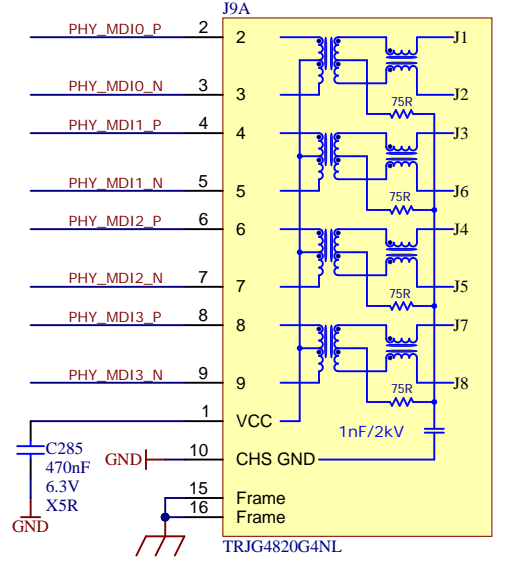 J9A
PHY_MDI0_P 2 2 J1
PHY_MDI0_N 3 3 J2
75R
PHY_MDI1_P 4 4 J3
PHY_MDI1_N 5 5 J6
75R
PHY_MDI2_P 6 6 J4
PHY_MDI2_N 7 7 J5
75R
PHY_MDI3_P 8 8 J7
PHY_MDI3_N 9 9 J8
75R
1 VCC
1nF/2kV
C285
470nF
6.3V
X5R
GND
GND 10 CHS GND
15 Frame
16 Frame
TRJG4820G4NL